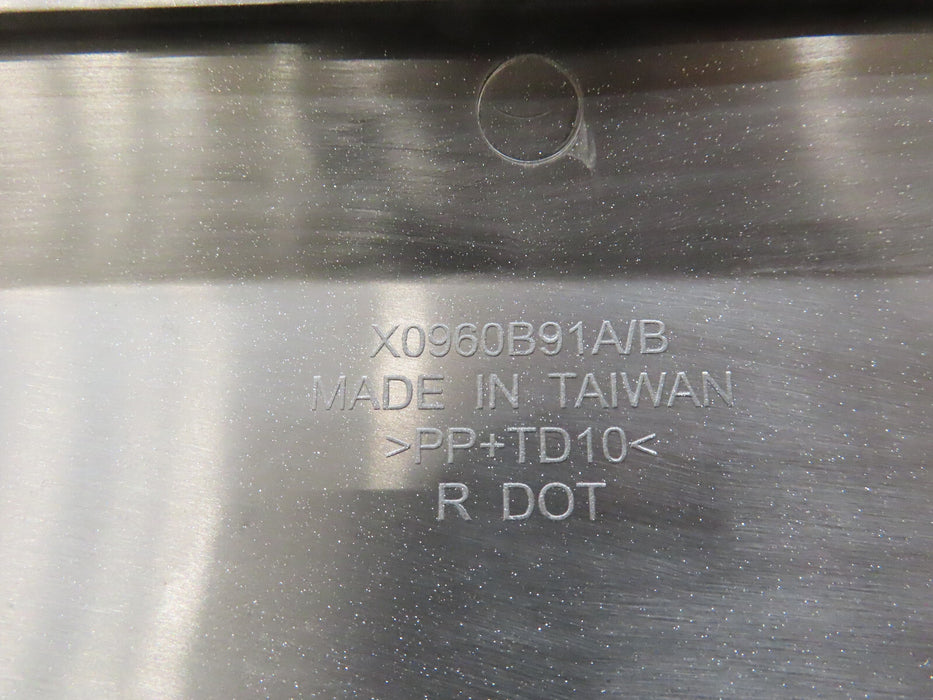 X0960B91A/B
MADE IN TAIWAN
>PP+TD10<
R DOT